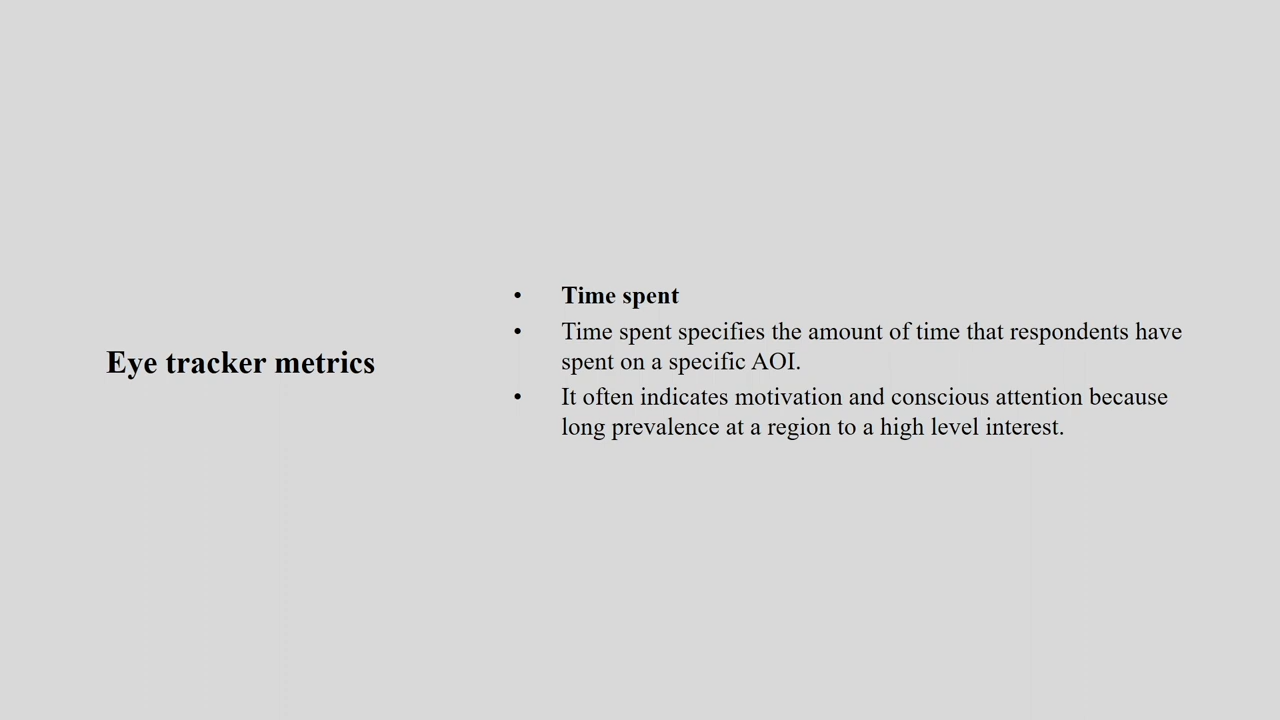 Eye tracker metrics
• Time spent
• Time spent specifies the amount of time that respondents have
spent on a specific AOI.
• It often indicates motivation and conscious attention because
long prevalence at a region to a high level interest.